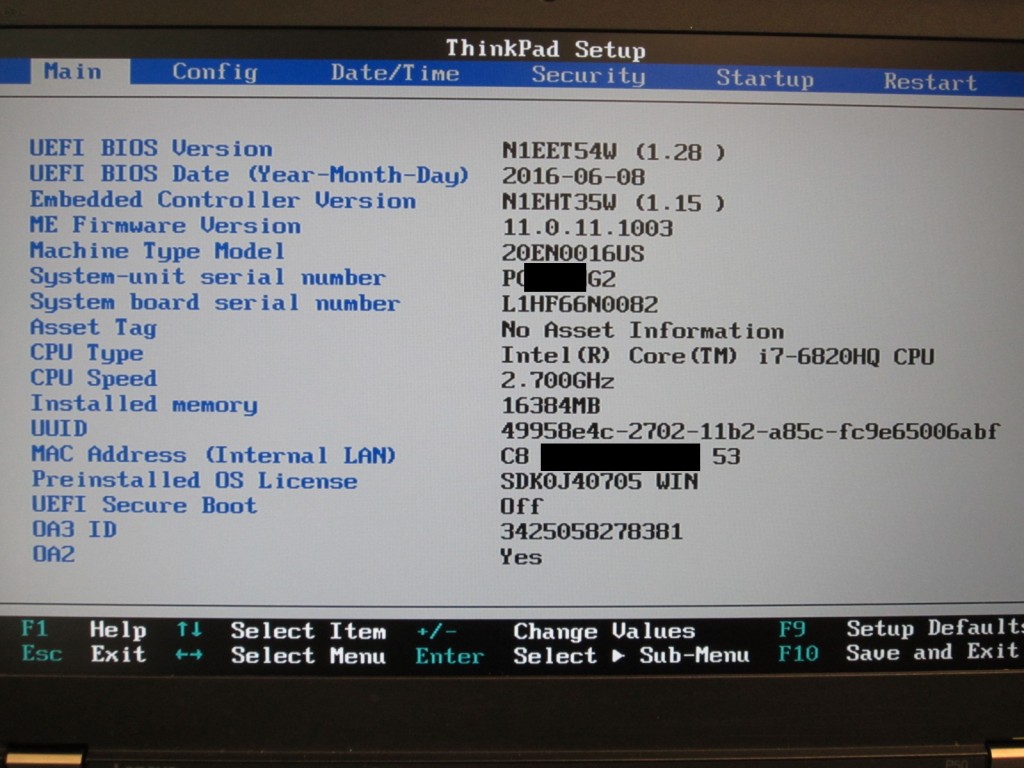 ThinkPad Setup
Main Config Date/Time Security Startup Restart
UEFI BIOS Version N1EET54W (1.28 )
UEFI BIOS Date (Year-Month-Day) 2016-06-08
Embedded Controller Version N1EHT35W (1.15 )
ME Firmware Version 11.0.11.1003
Machine Type Model 20EN0016US
System-unit serial number PC G2
System board serial number L1HF66N0082
Asset Tag No Asset Information
CPU Type Intel(R) Core(TM) i7-6820HQ CPU
CPU Speed 2.700GHz
Installed memory 16384MB
UUID 49958e4c-2702-11b2-a85c-fc9e65006abf
MAC Address (Internal LAN) C8 53
Preinstalled OS License SDK0J40705 WIN
UEFI Secure Boot Off
OA3 ID 3425058278381
OA2 Yes
F1 Help ↑↓ Select Item +/- Change Values F9 Setup Defaults
Esc Exit ←→ Select Menu Enter Select ▶ Sub-Menu F10 Save and Exit
P50